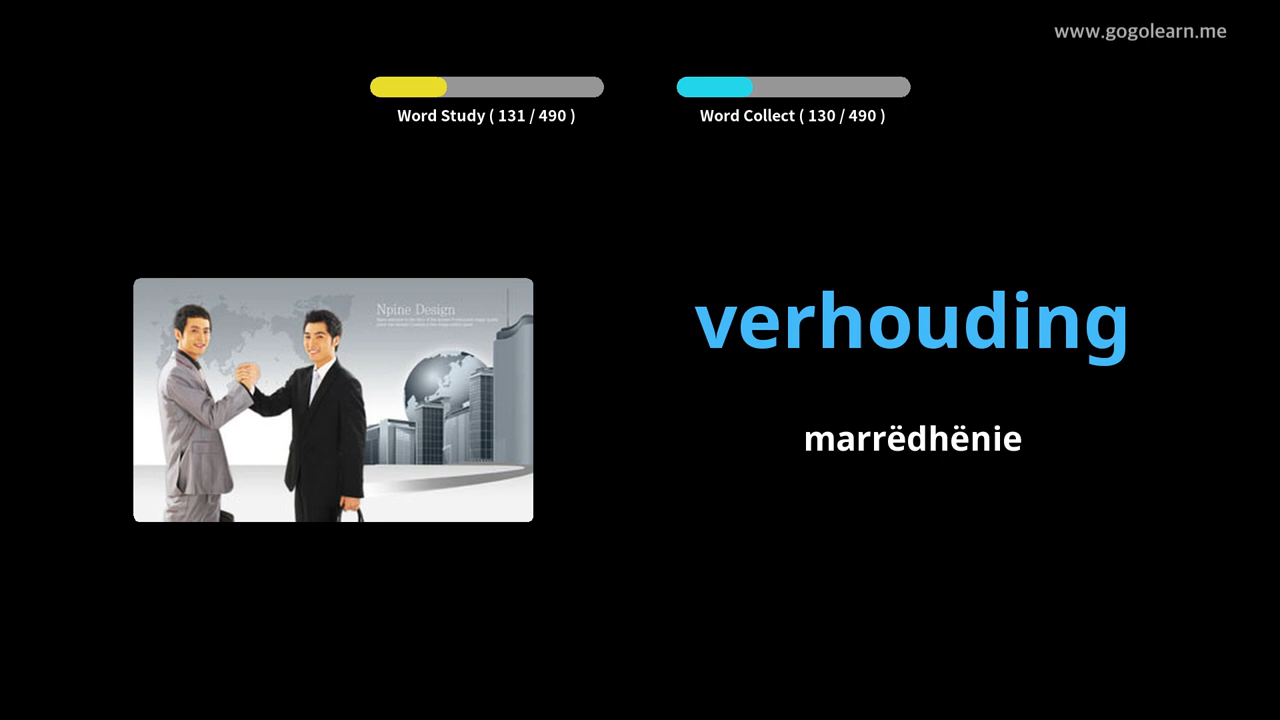 www.gogolearn.me
Word Study ( 131 / 490 )
Word Collect ( 130 / 490 )
Npine Design
verhouding
marrëdhënie